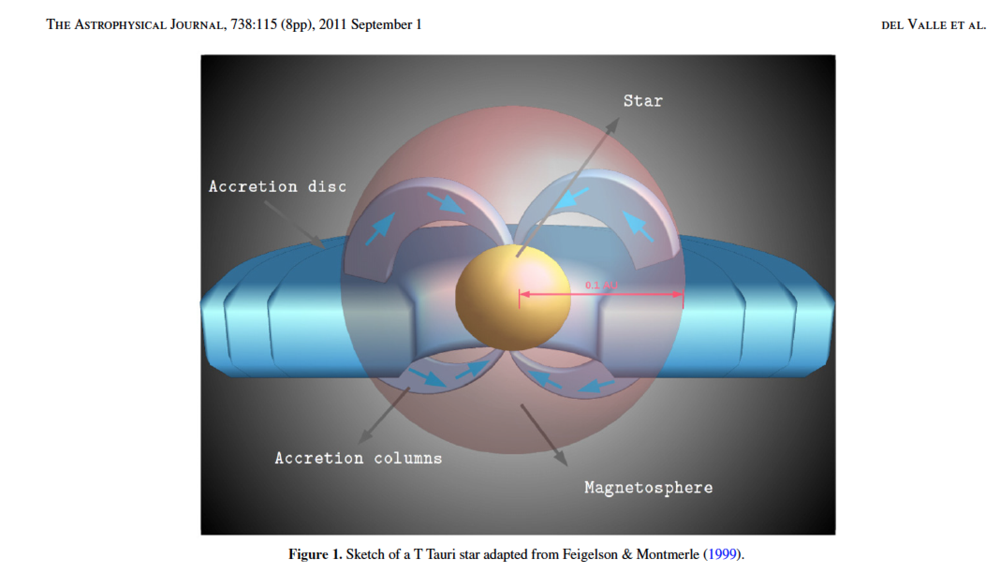 THE ASTROPHYSICAL JOURNAL, 738:115 (8pp), 2011 September 1
DEL VALLE ET AL.
Star
Accretion disc
0.1 AU
Accretion columns
Magnetosphere
Figure 1. Sketch of a T Tauri star adapted from Feigelson & Montmerle (1999).